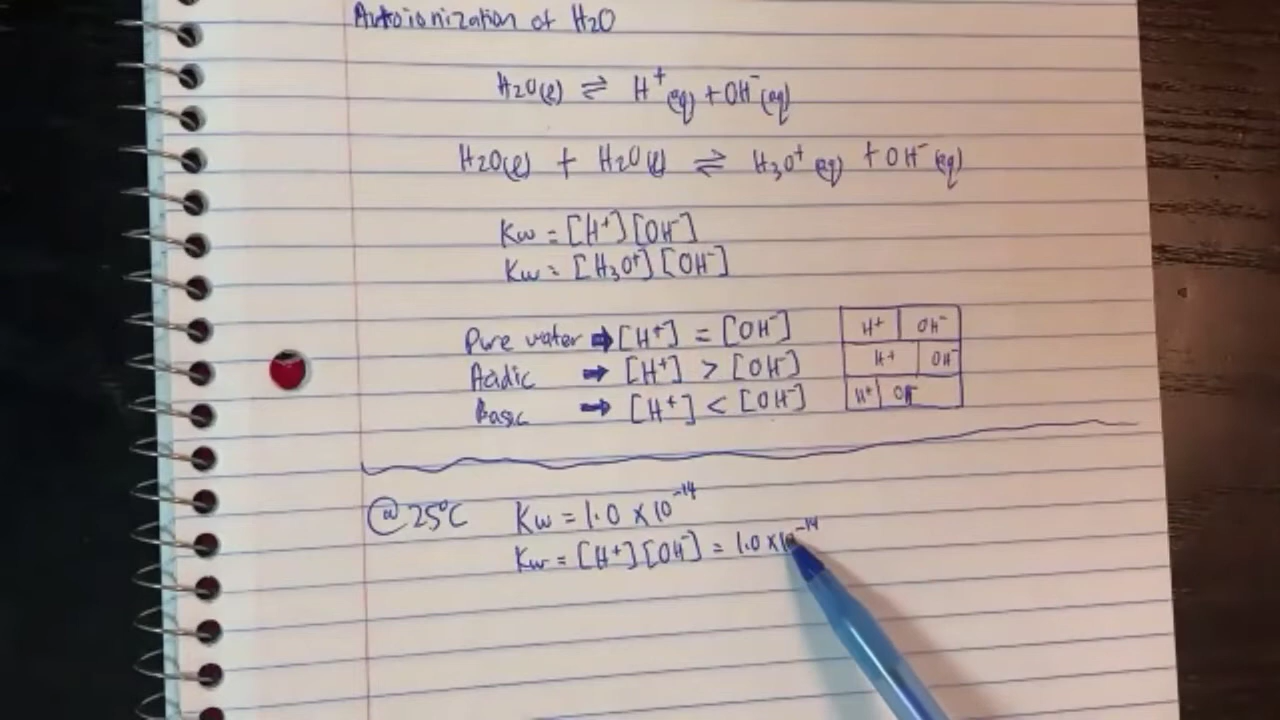 Autoionization of H2O
H2O(l) ⇌ H⁺(aq) + OH⁻(aq)
H2O(l) + H2O(l) ⇌ H3O⁺(aq) + OH⁻(aq)
Kw = [H⁺][OH⁻]
Kw = [H3O⁺][OH⁻]
Pure water ➡ [H⁺] = [OH⁻] H⁺ OH⁻
Acidic ➡ [H⁺] > [OH⁻] H⁺ OH⁻
Basic ➡ [H⁺] < [OH⁻] H⁺ OH⁻
@ 25°C Kw = 1.0 × 10⁻¹⁴
Kw = [H⁺][OH⁻] = 1.0 × 10⁻¹⁴